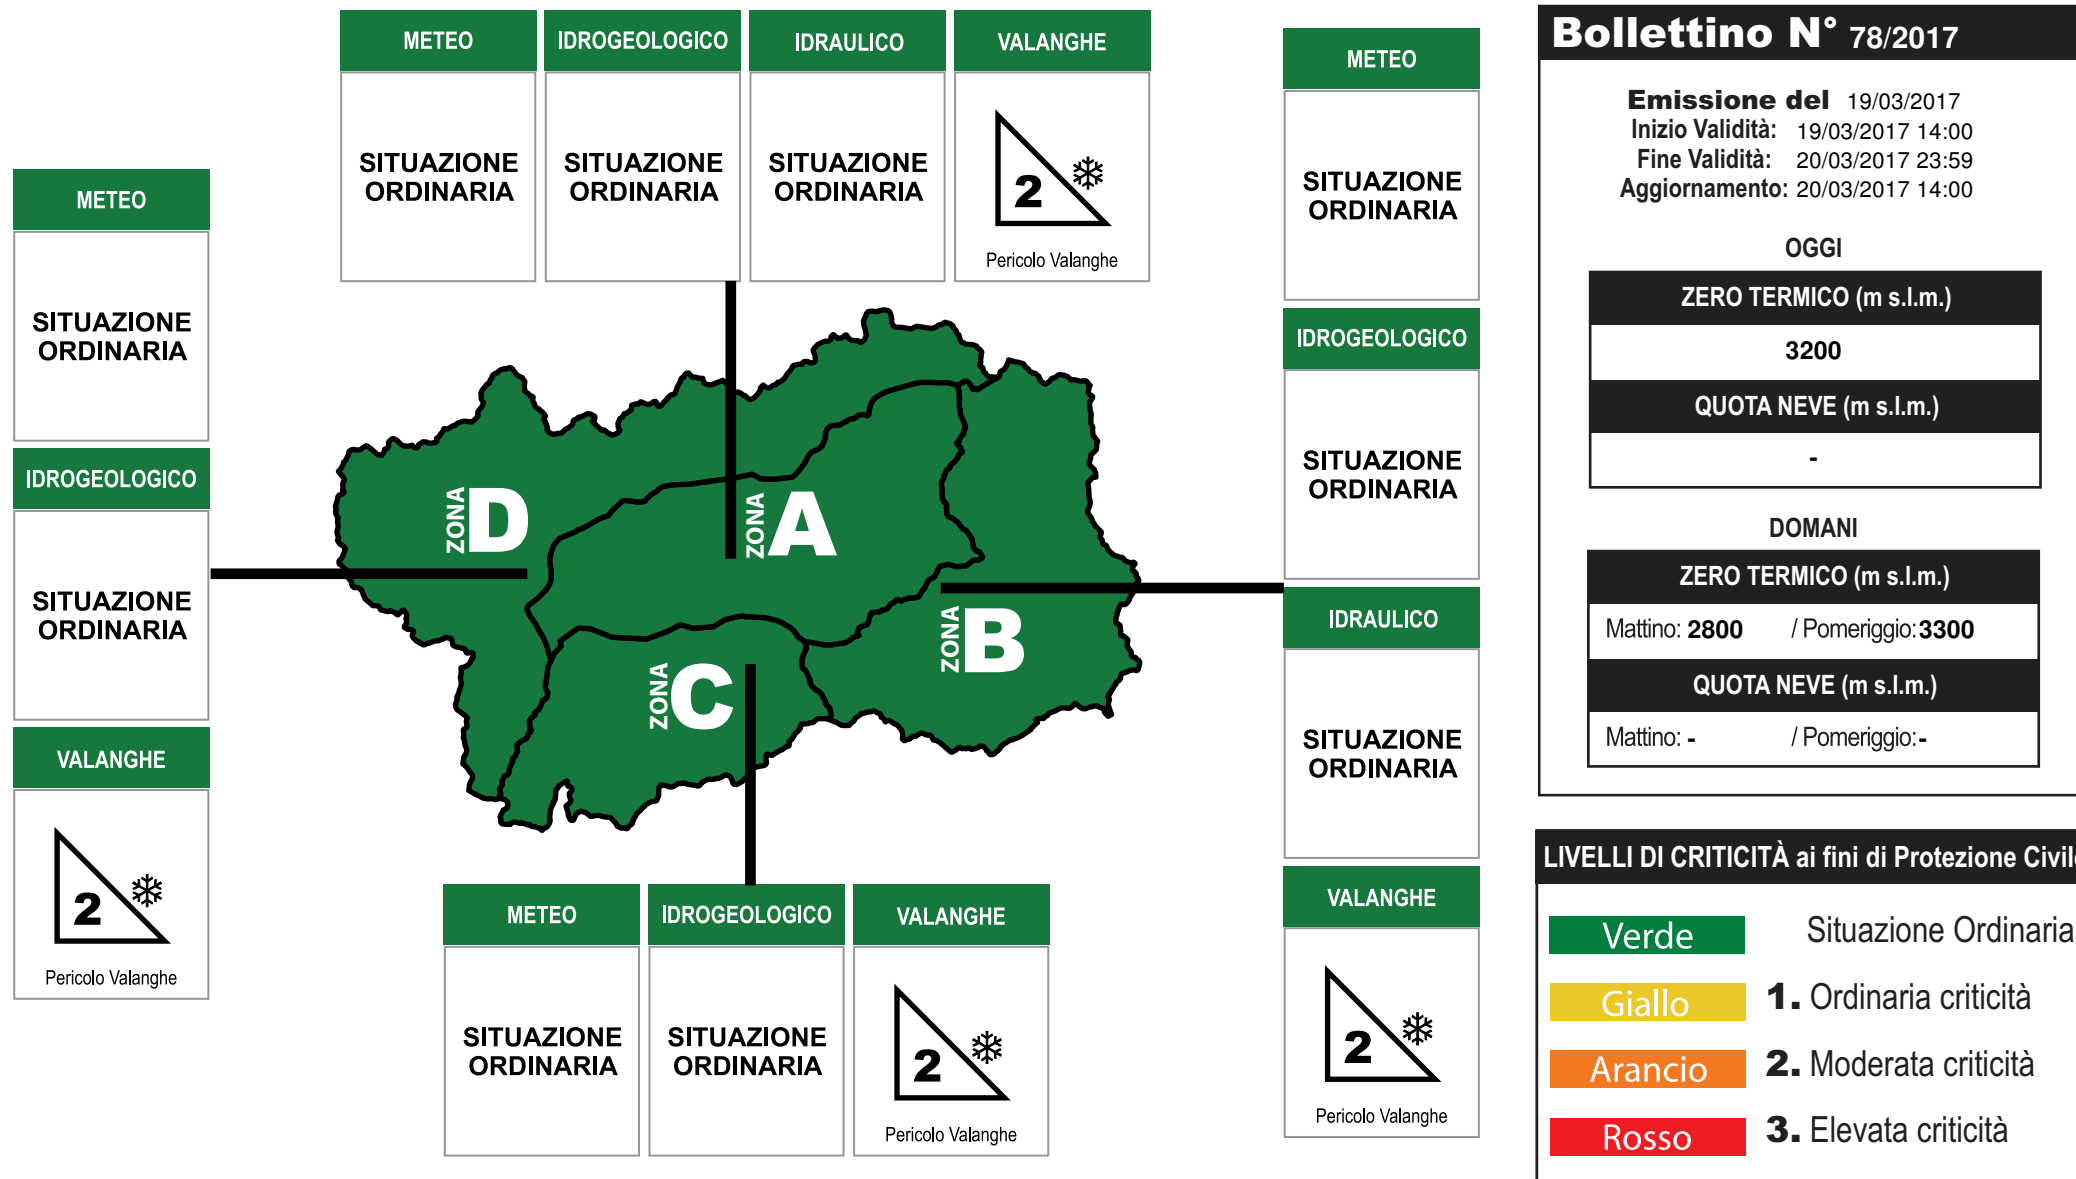 METEO
SITUAZIONE
ORDINARIA
IDROGEOLOGICO
SITUAZIONE
ORDINARIA
IDRAULICO
SITUAZIONE
ORDINARIA
VALANGHE
2
Pericolo Valanghe
METEO
SITUAZIONE
ORDINARIA
IDROGEOLOGICO
SITUAZIONE
ORDINARIA
VALANGHE
2
Pericolo Valanghe
ZONA D
ZONA A
ZONA B
ZONA C
METEO
SITUAZIONE
ORDINARIA
IDROGEOLOGICO
SITUAZIONE
ORDINARIA
VALANGHE
2
Pericolo Valanghe
METEO
SITUAZIONE
ORDINARIA
IDROGEOLOGICO
SITUAZIONE
ORDINARIA
IDRAULICO
SITUAZIONE
ORDINARIA
VALANGHE
2
Pericolo Valanghe
Bollettino N° 78/2017
Emissione del 19/03/2017
Inizio Validità: 19/03/2017 14:00
Fine Validità: 20/03/2017 23:59
Aggiornamento: 20/03/2017 14:00
OGGI
ZERO TERMICO (m s.l.m.)
3200
QUOTA NEVE (m s.l.m.)
-
DOMANI
ZERO TERMICO (m s.l.m.)
Mattino: 2800 / Pomeriggio: 3300
QUOTA NEVE (m s.l.m.)
Mattino: - / Pomeriggio: -
LIVELLI DI CRITICITÀ ai fini di Protezione Civile
Verde Situazione Ordinaria
Giallo 1. Ordinaria criticità
Arancio 2. Moderata criticità
Rosso 3. Elevata criticità